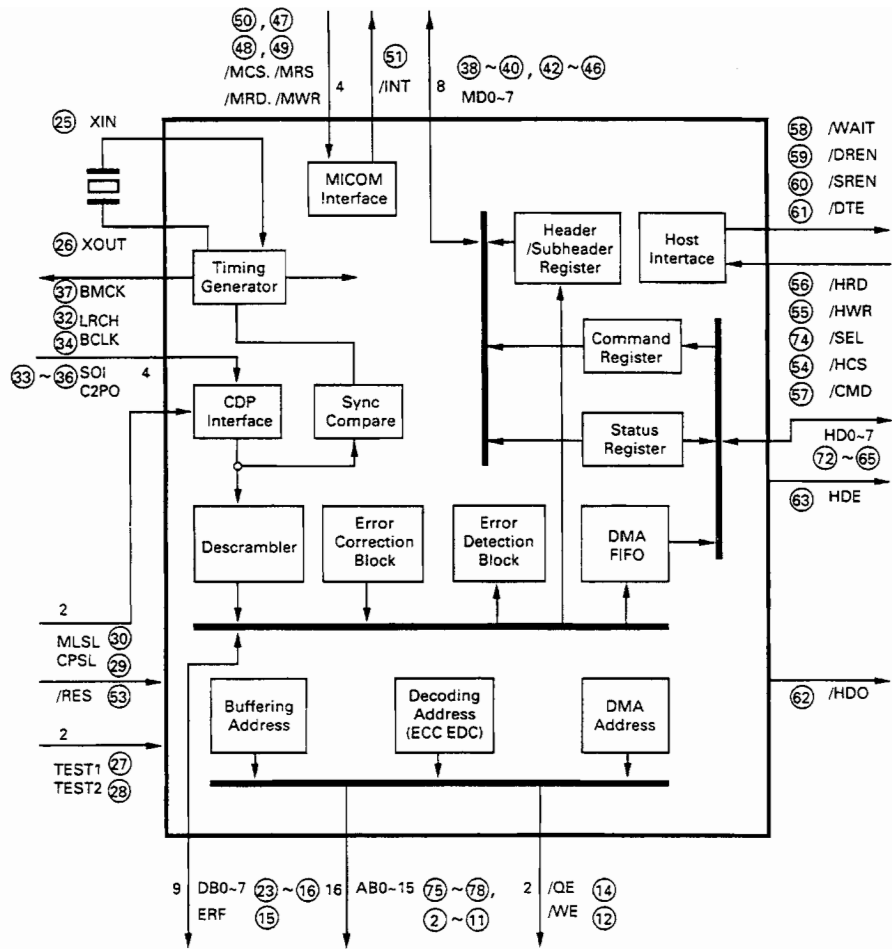 50 , 47
48 , 49
/MCS. /MRS
/MRD. /MWR
4
51
/INT
8
38 ~ 40 , 42 ~ 46
MD0~7
25 XIN
26 XOUT
37 BMCK
32 LRCH
34 BCLK
33 ~ 36 SOi
C2PO
4
MICOM
Interface
Timing
Generator
CDP
Interface
Sync
Compare
Header
/Subheader
Register
Host
Intertace
Command
Register
Status
Register
58 /WAIT
59 /DREN
60 /SREN
61 /DTE
56 /HRD
55 /HWR
74 /SEL
54 /HCS
57 /CMD
HD0~7
72 ~ 65
63 HDE
Descrambler
Error
Correction
Block
Error
Detection
Block
DMA
FIFO
2
MLSL 30
CPSL 29
/RES 53
2
TEST1 27
TEST2 28
62 /HDO
Buffering
Address
Decoding
Address
(ECC EDC)
DMA
Address
9 DB0~7 23 ~ 16
ERF 15
16 AB0~15 75 ~ 78 ,
2 ~ 11
2 /QE 14
/WE 12